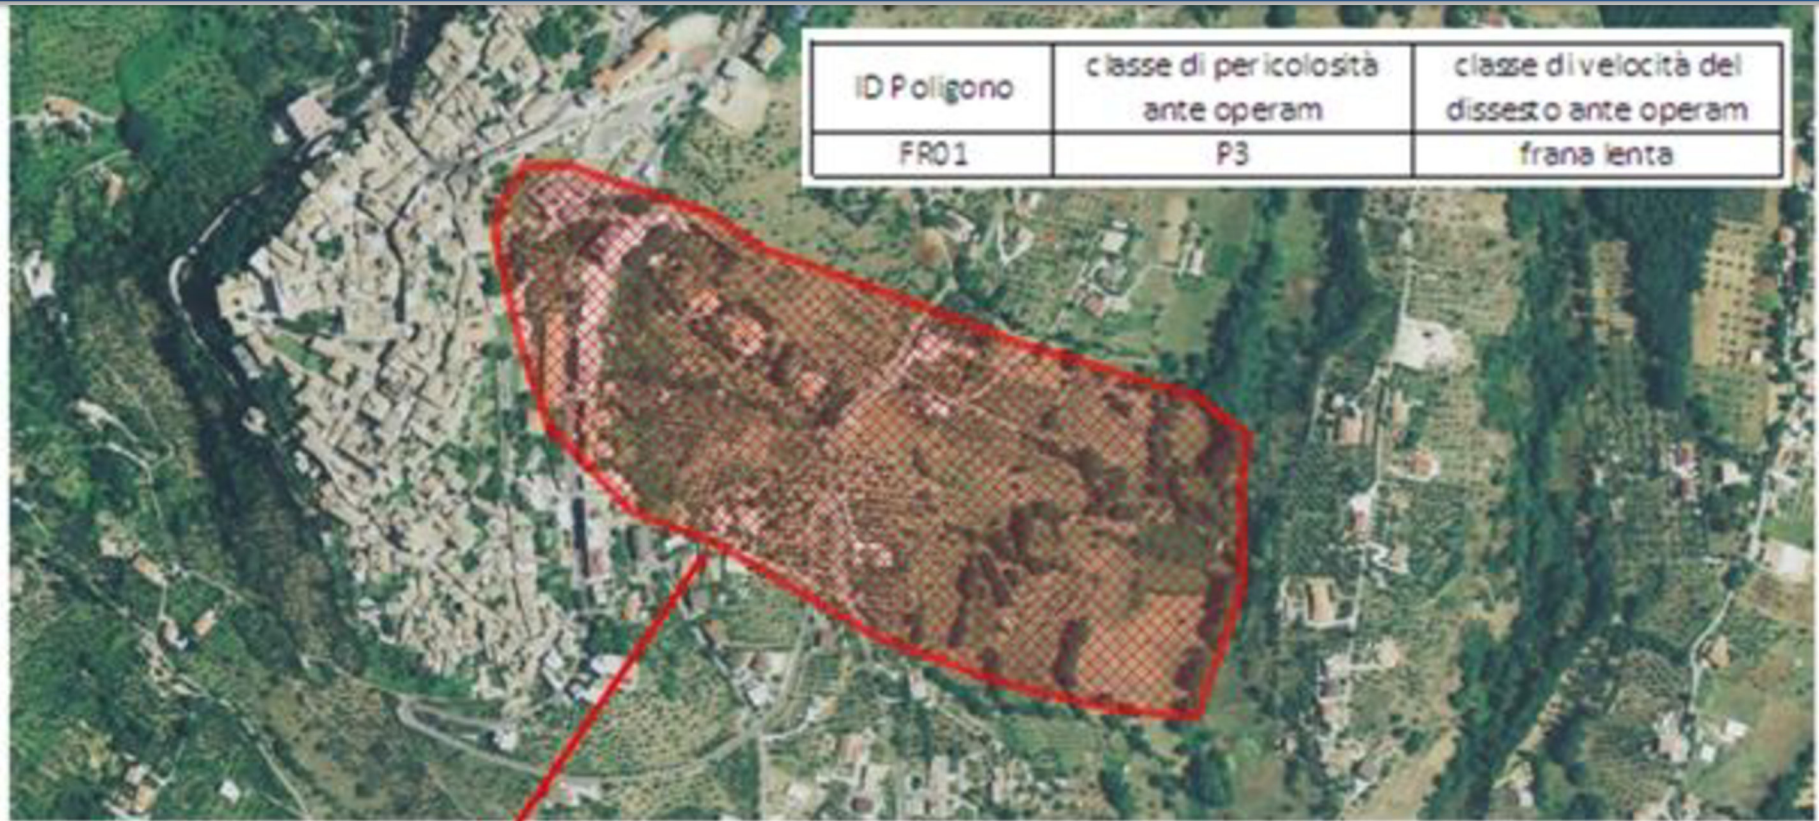 ID Poligono
classe di pericolosità
ante operam
classe di velocità del
dissesto ante operam
FR01
P3
frana lenta